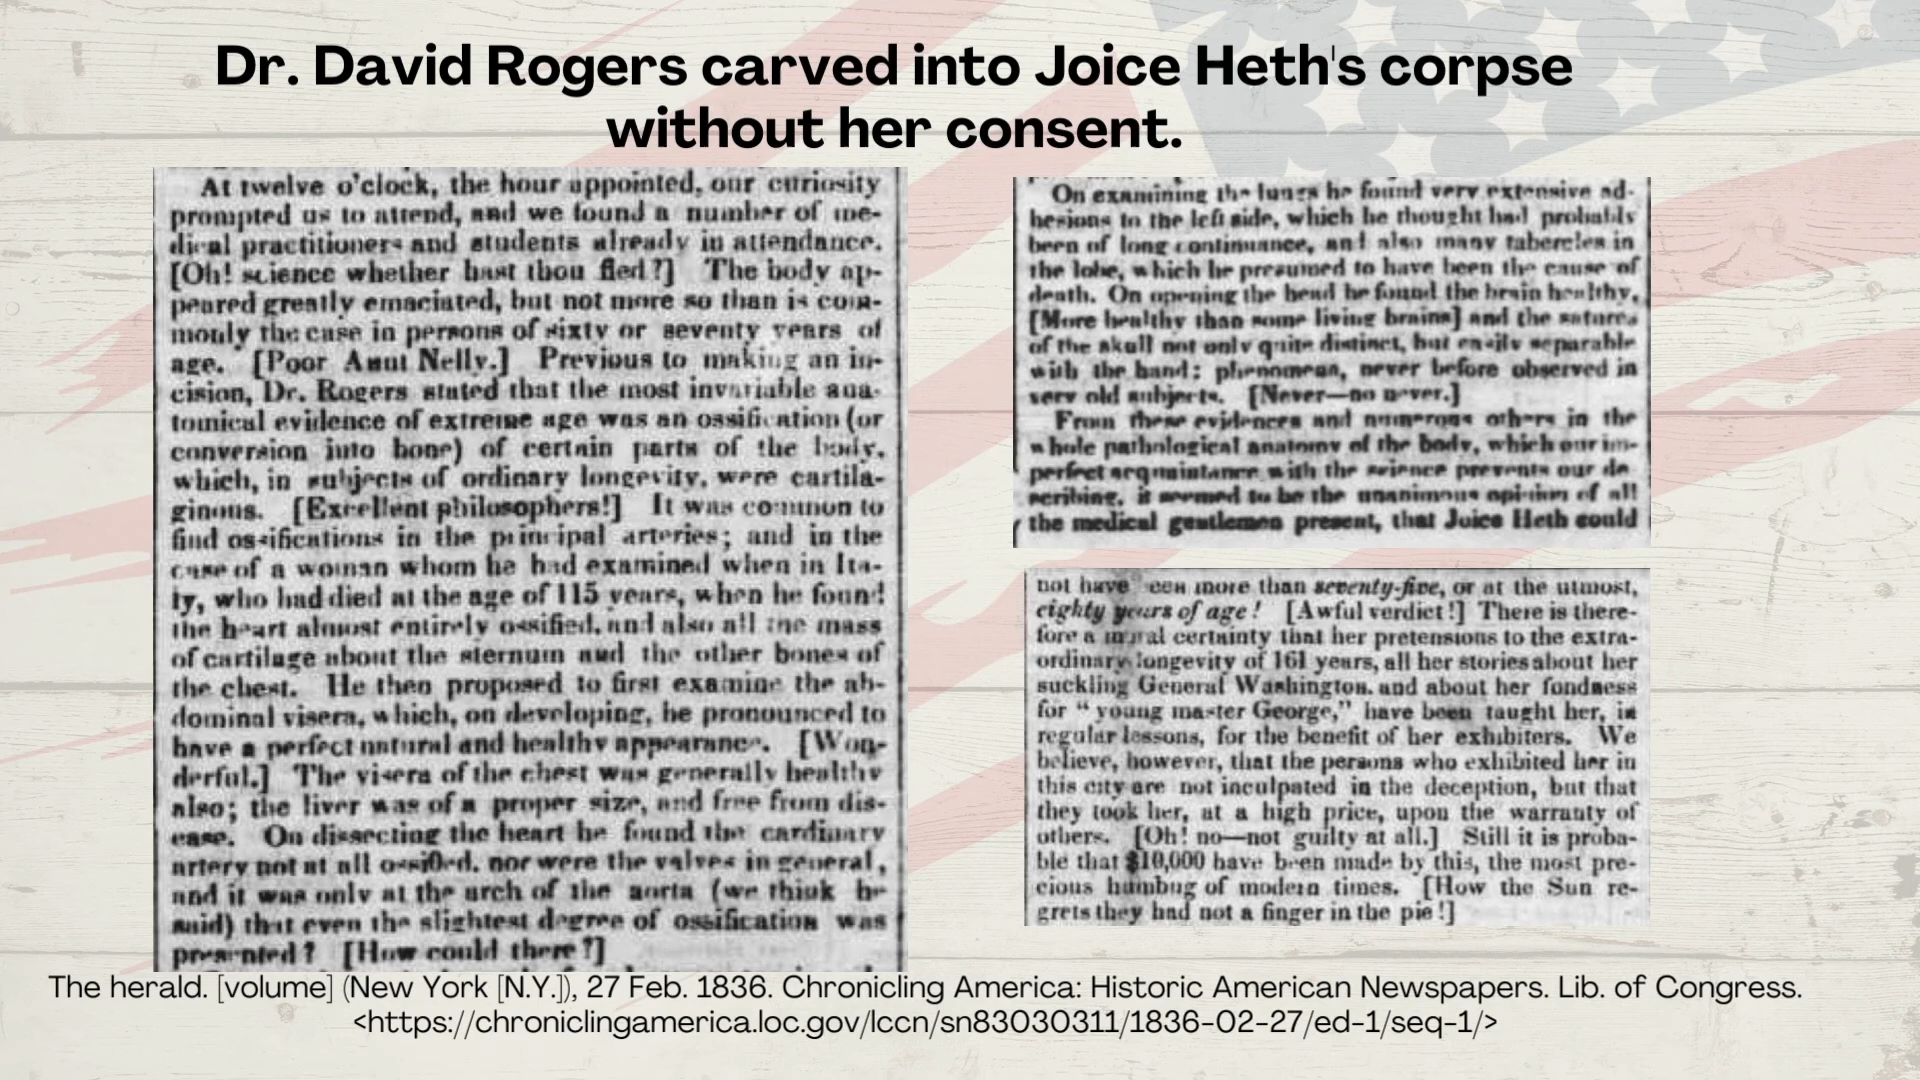 Dr. David Rogers carved into Joice Heth's corpse
without her consent.
At twelve o'clock, the hour appointed, our curiosity
prompted us to attend, and we found a number of me-
dical practitioners and students already in attendance.
[Oh! science whether hast thou fled?] The body ap-
peared greatly emaciated, but not more so than is com-
monly the case in persons of sixty or seventy years of
age. [Poor Aunt Nelly.] Previous to making an in-
cision, Dr. Rogers stated that the most invariable ana-
tomical evidence of extreme age was an ossification (or
conversion into bone) of certain parts of the body,
which, in subjects of ordinary longevity, were cartila-
ginous. [Excellent philosophers!] It was common to
find ossifications in the principal arteries; and in the
case of a woman whom he had examined when in Ita-
ly, who had died at the age of 115 years, when he found
the heart almost entirely ossified, and also all the mass
of cartilage about the sternum and the other bones of
the chest. He then proposed to first examine the ab-
dominal visera, which, on developing, he pronounced to
have a perfect natural and healthy appearance. [Won-
derful.] The visera of the chest was generally healthy
also; the liver was of a proper size, and free from dis-
ease. On dissecting the heart he found the cardinary
artery not at all ossified, nor were the valves in general,
and it was only at the arch of the aorta (we think he
said) that even the slightest degree of ossification was
presented? [How could there?]
On examining the lungs he found very extensive ad-
hesions to the left side, which he thought had probably
been of long continuance, and also many tabercles in
the lobe, which he presumed to have been the cause of
death. On opening the head he found the brain healthy,
[More healthy than some living brains] and the sutures
of the skull not only quite distinct, but easily separable
with the hand: phenomena, never before observed in
very old subjects. [Never—no never.]
From these evidences and numerous others in the
whole pathological anatomy of the body, which our im-
perfect acquaintance with the science prevents our de
scribing, it seemed to be the unanimous opinion of all
the medical gentlemen present, that Joice Heth could
not have een more than seventy-five, or at the utmost,
eighty years of age! [Awful verdict!] There is there-
fore a moral certainty that her pretensions to the extra-
ordinary longevity of 161 years, all her stories about her
suckling General Washington, and about her fondness
for "young master George," have been taught her, in
regular lessons, for the benefit of her exhibiters. We
believe, however, that the persons who exhibited her in
this city are not inculpated in the deception, but that
they took her, at a high price, upon the warranty of
others. [Oh! no—not guilty at all.] Still it is proba-
ble that $10,000 have been made by this, the most pre-
cious humbug of modern times. [How the Sun re-
grets they had not a finger in the pie!]
The herald. [volume] (New York [N.Y.]), 27 Feb. 1836. Chronicling America: Historic American Newspapers. Lib. of Congress.
<https://chroniclingamerica.loc.gov/lccn/sn83030311/1836-02-27/ed-1/seq-1/>